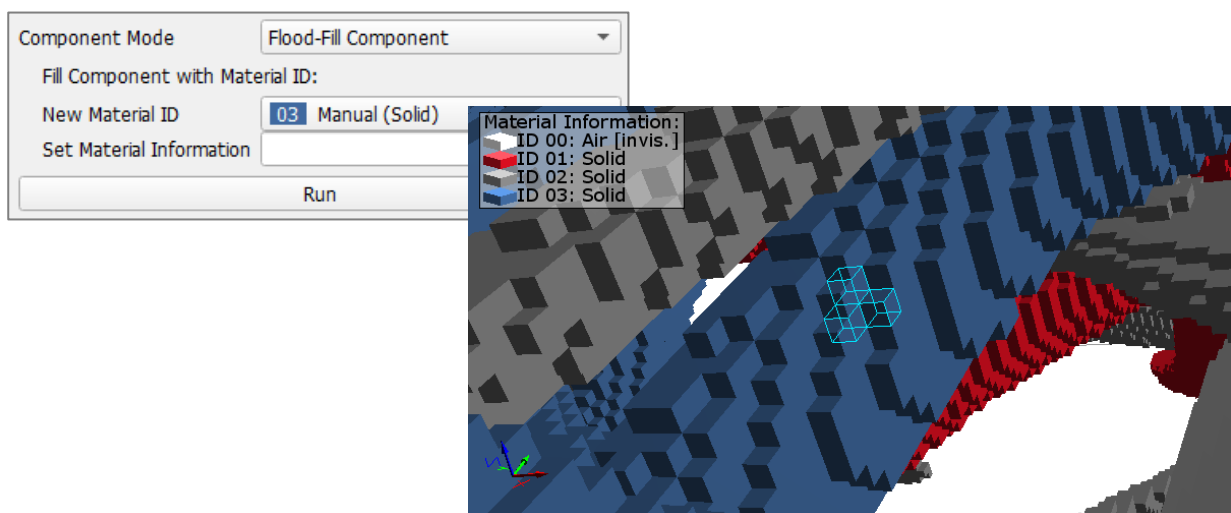 Component Mode Flood-Fill Component
Fill Component with Material ID:
New Material ID 03 Manual (Solid)
Set Material Information
Run
Material Information:
ID 00: Air [invis.]
ID 01: Solid
ID 02: Solid
ID 03: Solid